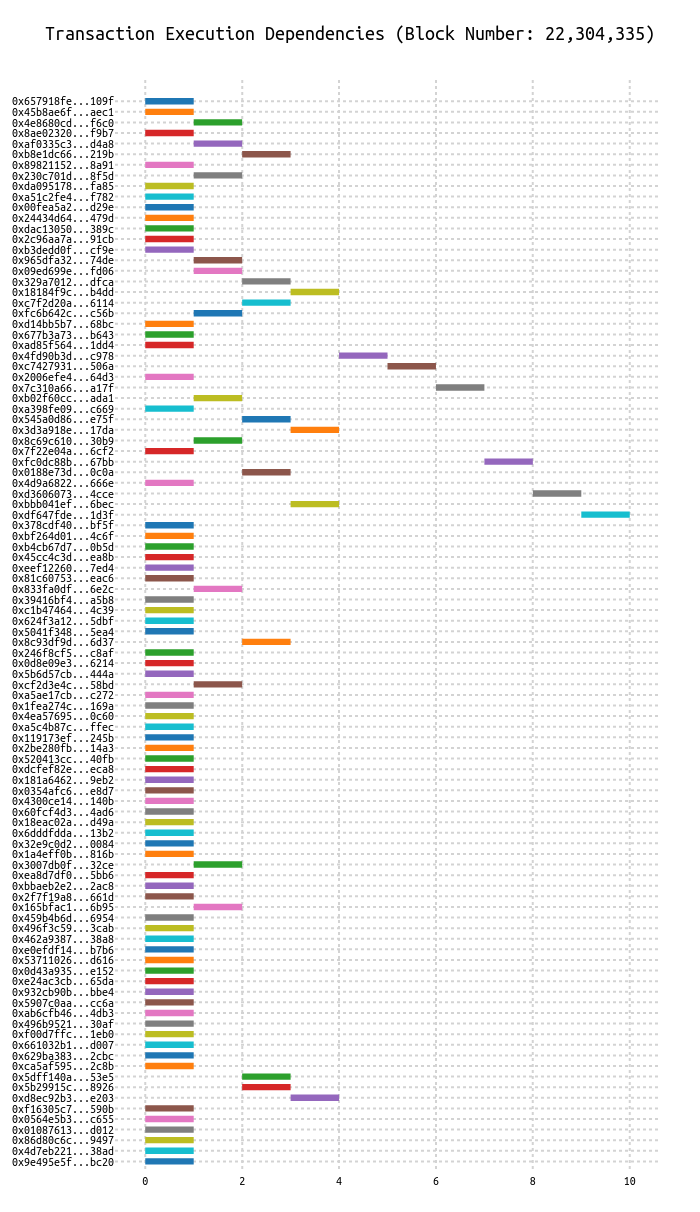 Transaction Execution Dependencies (Block Number: 22,304,335)
0x657918fe...109f
0x45b8ae6f...aec1
0x4e8680cd...f6c0
0x8ae02320...f9b7
0xaf0335c3...d4a8
0xb8e1dc66...219b
0x89821152...8a91
0x230c701d...8f5d
0xda095178...fa85
0xa51c2fe4...f782
0x00fea5a2...d29e
0x24434d64...479d
0xdac13050...389c
0x2c96aa7a...91cb
0xb3dedd0f...cf9e
0x965dfa32...74de
0x09ed699e...fd06
0x329a7012...dfca
0x18184f9c...b4dd
0xc7f2d20a...6114
0xfc6b642c...c56b
0xd14bb5b7...68bc
0x677b3a73...b643
0xad85f564...1dd4
0x4fd90b3d...c978
0xc7427931...506a
0x2006efe4...64d3
0x7c310a66...a17f
0xb02f60cc...ada1
0xa398fe09...c669
0x545a0d86...e75f
0x3d3a918e...17da
0x8c69c610...30b9
0x7f22e04a...6cf2
0xfc0dc88b...67bb
0x0188e73d...0c0a
0x4d9a6822...666e
0xd3606073...4cce
0xbbb041ef...6bec
0xdf647fde...1d3f
0x378cdf40...bf5f
0xbf264d01...4c6f
0xb4cb67d7...0b5d
0x45cc4c3d...ea8b
0xeef12260...7ed4
0x81c60753...eac6
0x833fa0df...6e2c
0x39416bf4...a5b8
0xc1b47464...4c39
0x624f3a12...5dbf
0x5041f348...5ea4
0x8c93df9d...6d37
0x246f8cf5...c8af
0x0d8e09e3...6214
0x5b6d57cb...444a
0xcf2d3e4c...58bd
0xa5ae17cb...c272
0x1fea274c...169a
0x4ea57695...0c60
0xa5c4b87c...ffec
0x119173ef...245b
0x2be280fb...14a3
0x520413cc...40fb
0xdcfef82e...eca8
0x181a6462...9eb2
0x0354afc6...e8d7
0x4300ce14...140b
0x60fcf4d3...4ad6
0x18eac02a...d49a
0x6dddfdda...13b2
0x32e9c0d2...0084
0x1a4eff0b...816b
0x3007db0f...32ce
0xea8d7df0...5bb6
0xbbaeb2e2...2ac8
0x2f7f19a8...661d
0x165bfac1...6b95
0x459b4b6d...6954
0x496f3c59...3cab
0x462a9387...38a8
0xe0efdf14...b7b6
0x53711026...d616
0x0d43a935...e152
0xe24ac3cb...65da
0x932cb90b...bbe4
0x5907c0aa...cc6a
0xab6cfb46...4db3
0x496b9521...30af
0xf00d7ffc...1eb0
0x661032b1...d007
0x629ba383...2cbc
0xca5af595...2c8b
0x5dff140a...53e5
0x5b29915c...8926
0xd8ec92b3...e203
0xf16305c7...590b
0x0564e5b3...c655
0x01087613...d012
0x86d80c6c...9497
0x4d7eb221...38ad
0x9e495e5f...bc20
0 2 4 6 8 10